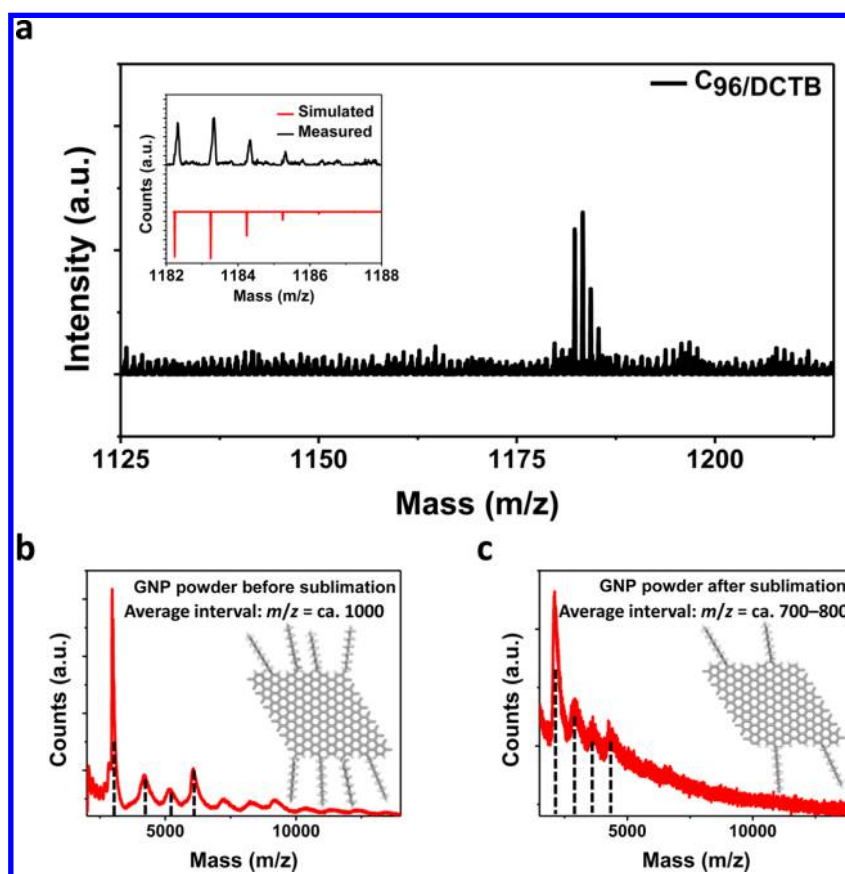 a
C96/DCTB
Simulated
Measured
Counts (a.u.)
1182 1184 1186 1188
Mass (m/z)
Intensity (a.u.)
1125 1150 1175 1200
Mass (m/z)
b
GNP powder before sublimation
Average interval: m/z = ca. 1000
Counts (a.u.)
5000 10000
Mass (m/z)
c
GNP powder after sublimation
Average interval: m/z = ca. 700–800
Counts (a.u.)
5000 10000
Mass (m/z)